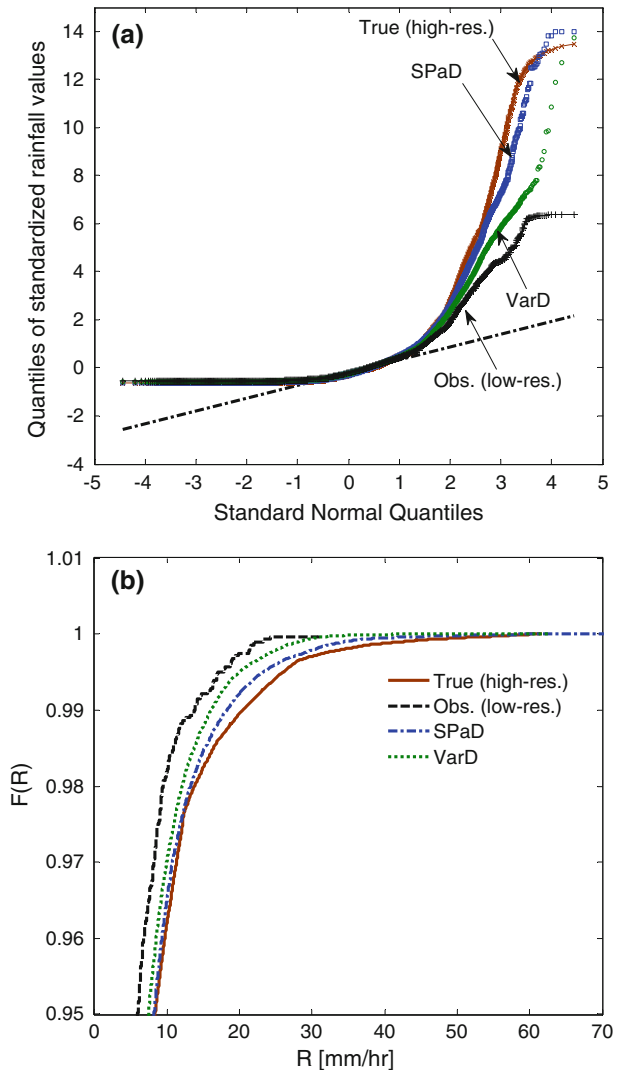 (a)
True (high-res.)
SPaD
VarD
Obs. (low-res.)
14
12
10
8
6
4
2
0
-2
-4
-5 -4 -3 -2 -1 0 1 2 3 4 5
Quantiles of standardized rainfall values
Standard Normal Quantiles
(b)
1.01
1
0.99
0.98
0.97
0.96
0.95
F(R)
True (high-res.)
Obs. (low-res.)
SPaD
VarD
0 10 20 30 40 50 60 70
R [mm/hr]